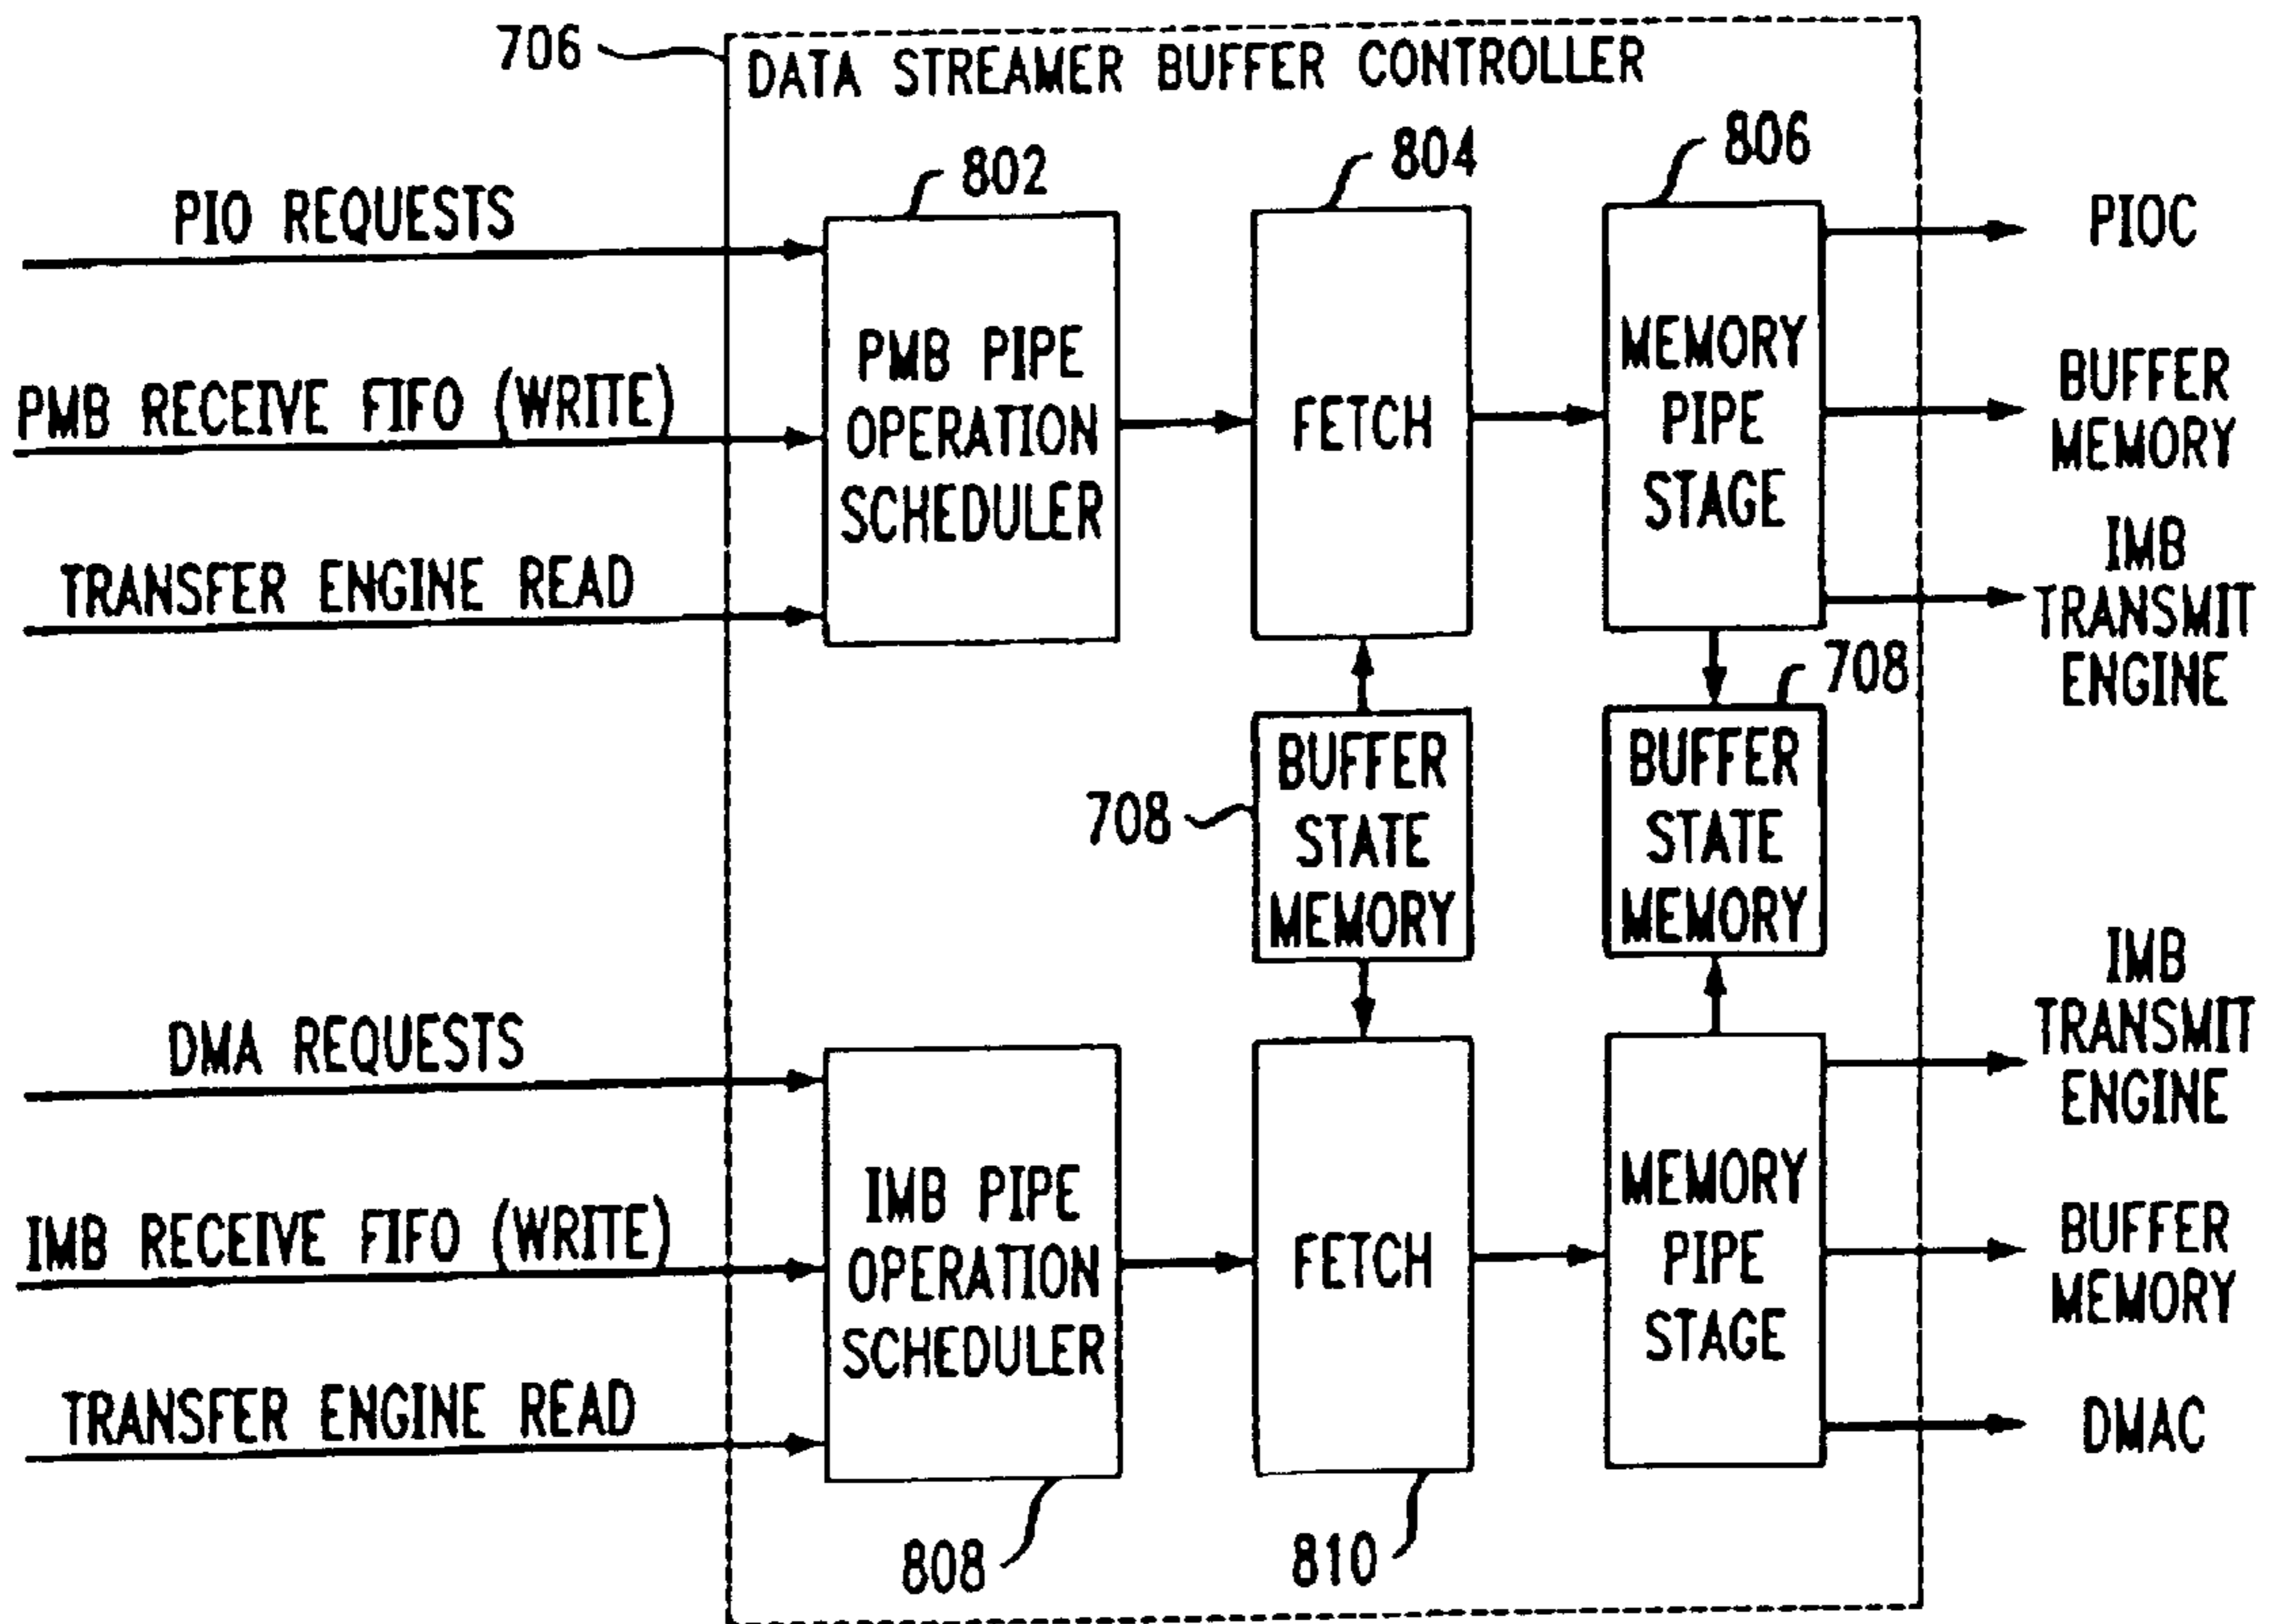 706
DATA STREAMER BUFFER CONTROLLER
802
804
806
PIO REQUESTS
PMB RECEIVE FIFO (WRITE)
TRANSFER ENGINE READ
PMB PIPE
OPERATION
SCHEDULER
FETCH
MEMORY
PIPE
STAGE
PIOC
BUFFER
MEMORY
IMB
TRANSMIT
ENGINE
708
BUFFER
STATE
MEMORY
708
BUFFER
STATE
MEMORY
DMA REQUESTS
IMB RECEIVE FIFO (WRITE)
TRANSFER ENGINE READ
IMB PIPE
OPERATION
SCHEDULER
FETCH
MEMORY
PIPE
STAGE
IMB
TRANSMIT
ENGINE
BUFFER
MEMORY
DMAC
808
810